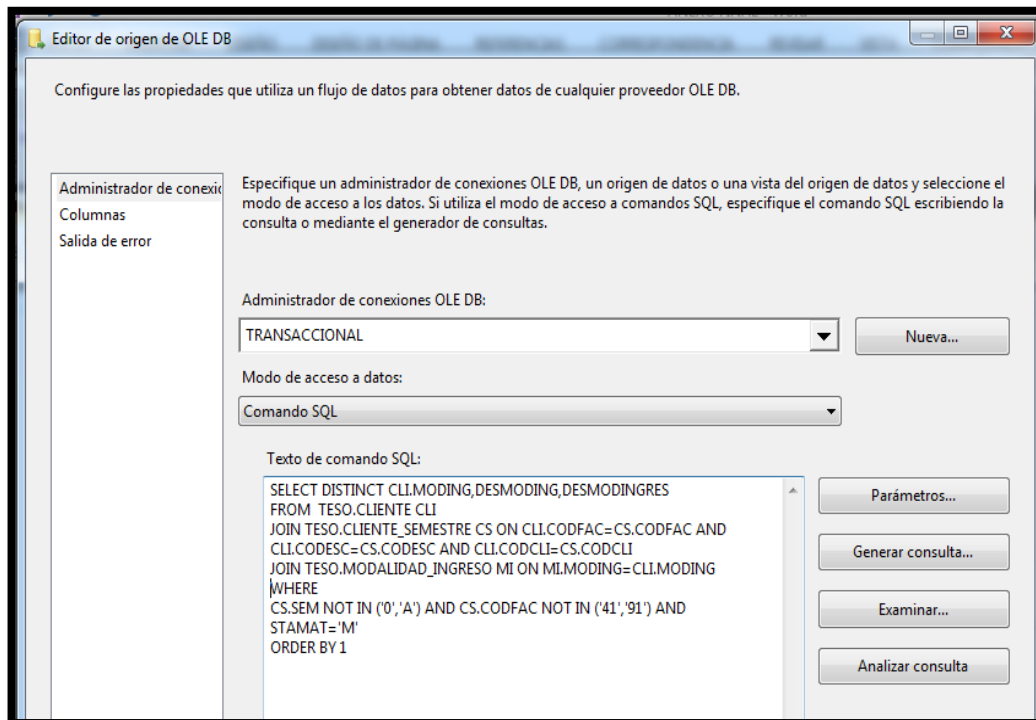 Editor de origen de OLE DB
Configure las propiedades que utiliza un flujo de datos para obtener datos de cualquier proveedor OLE DB.
Administrador de conexic
Columnas
Salida de error
Especifique un administrador de conexiones OLE DB, un origen de datos o una vista del origen de datos y seleccione el
modo de acceso a los datos. Si utiliza el modo de acceso a comandos SQL, especifique el comando SQL escribiendo la
consulta o mediante el generador de consultas.
Administrador de conexiones OLE DB:
TRANSACCIONAL
Nueva...
Modo de acceso a datos:
Comando SQL
Texto de comando SQL:
SELECT DISTINCT CLI.MODING,DESMODING,DESMODINGRES
FROM  TESO.CLIENTE CLI
JOIN TESO.CLIENTE_SEMESTRE CS ON CLI.CODFAC=CS.CODFAC AND
CLI.CODESC=CS.CODESC AND CLI.CODCLI=CS.CODCLI
JOIN TESO.MODALIDAD_INGRESO MI ON MI.MODING=CLI.MODING
WHERE
CS.SEM NOT IN ('0','A') AND CS.CODFAC NOT IN ('41','91') AND
STAMAT='M'
ORDER BY 1
Parámetros...
Generar consulta...
Examinar...
Analizar consulta